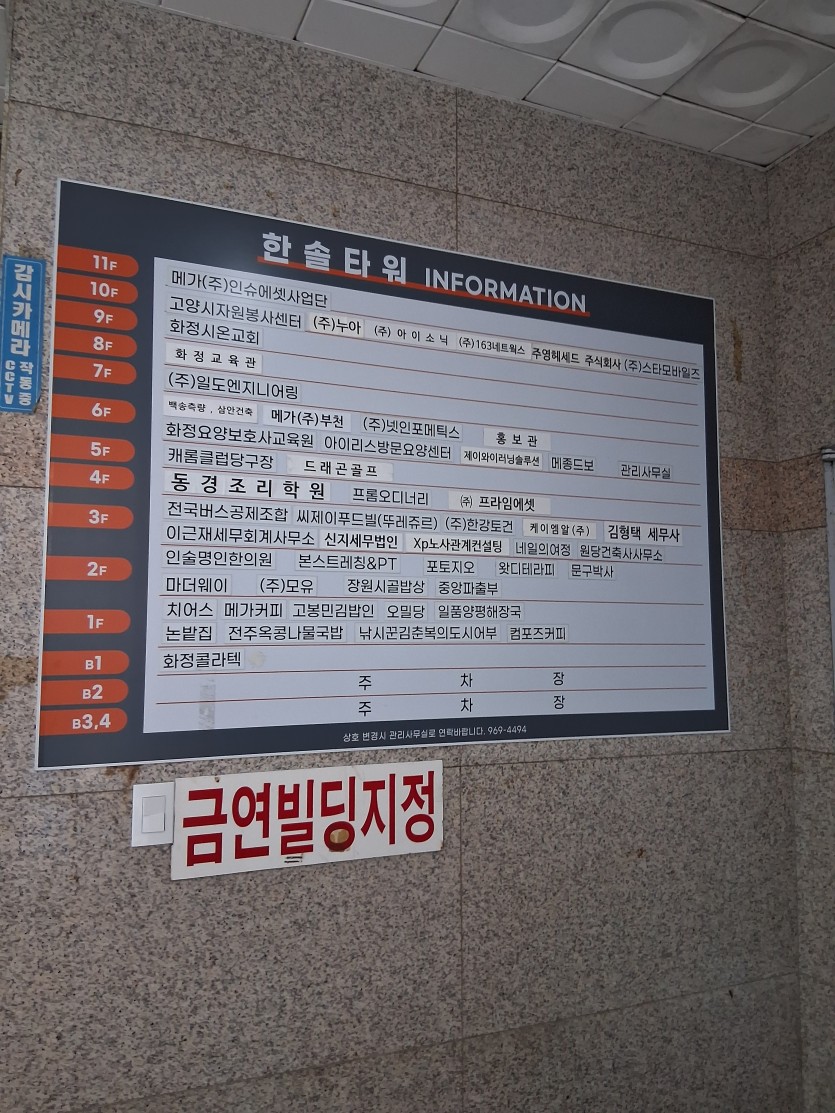 한솔타워 INFORMATION
11F 메가(주)인슈에셋사업단
10F 고양시자원봉사센터 (주)누아 (주) 아이소닉 (주)163네트웍스 주영헤세드 주식회사 (주)스타모바일즈
9F 화정시온교회
8F 화정교육관
7F (주)일도엔지니어링
6F 백송측량, 삼안건축 메가(주)부천 (주)넷인포메틱스 홍보관
화정요양보호사교육원 아이리스방문요양센터 제이와이러닝솔루션 메종드보 관리사무실
5F 캐롬클럽당구장 드래곤골프
4F 동경조리학원 프롬오디너리 ㈜ 프라임에셋
3F 전국버스공제조합 씨제이푸드빌(뚜레쥬르) (주)한강토건 케이엠알(주) 김형택 세무사
이근재세무회계사무소 신지세무법인 Xp노사관계컨설팅 네일의여정 원당건축사사무소
2F 인술명인한의원 본스트레칭&PT 포토지오 왓디테라피 문구박사
마더웨이 (주)모유 장원시골밥상 중앙파출부
1F 치어스 메가커피 고봉민김밥인 오밀당 일품양평해장국
논밭집 전주옥콩나물국밥 낚시꾼김춘복의도시어부 컴포즈커피
B1 화정콜라텍
B2 주 차 장
B3,4 주 차 장
상호 변경시 관리사무실로 연락바랍니다. 969-4494
감시카메라
작동중
CCTV
금연빌딩지정